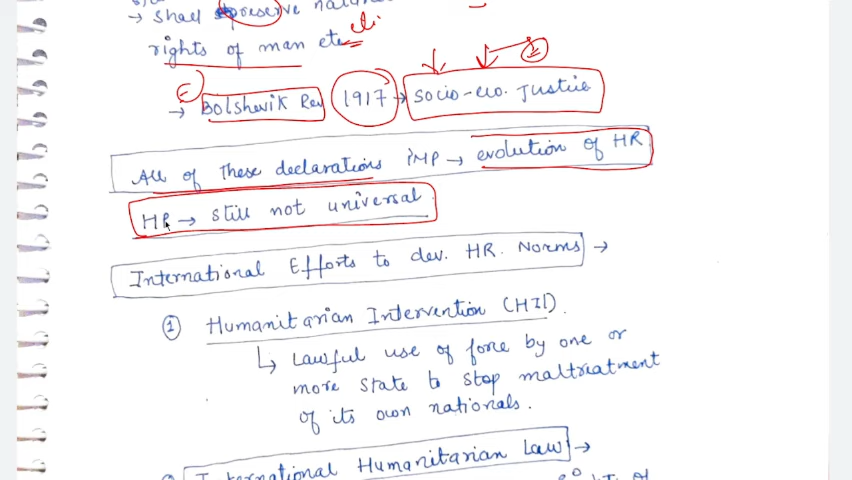 → shall preserve natural
rights of man etc
→ Bolshevik Rev 1917 → Socio-eco. Justice
All of these declarations imp → evolution of HR
HR → still not universal
International Efforts to dev. HR. Norms →
① Humanitarian Intervention (HI)
↳ Lawful use of force by one or
more state to stop maltreatment
of its own nationals.
International Humanitarian Law →
of